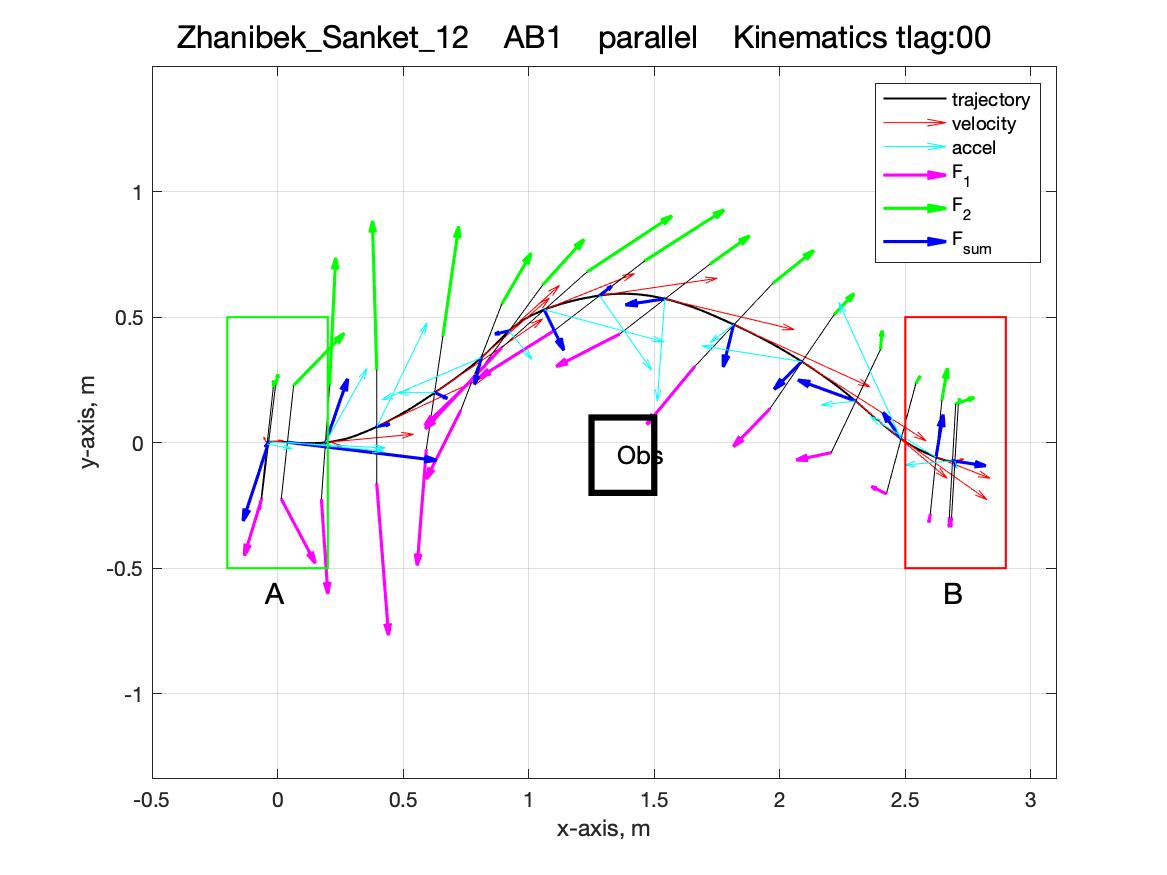 Zhanibek_Sanket_12 AB1 parallel Kinematics tlag:00
trajectory
velocity
accel
F1
F2
Fsum
1
0.5
0
-0.5
-1
y-axis, m
Obs
A
B
-0.5 0 0.5 1 1.5 2 2.5 3
x-axis, m